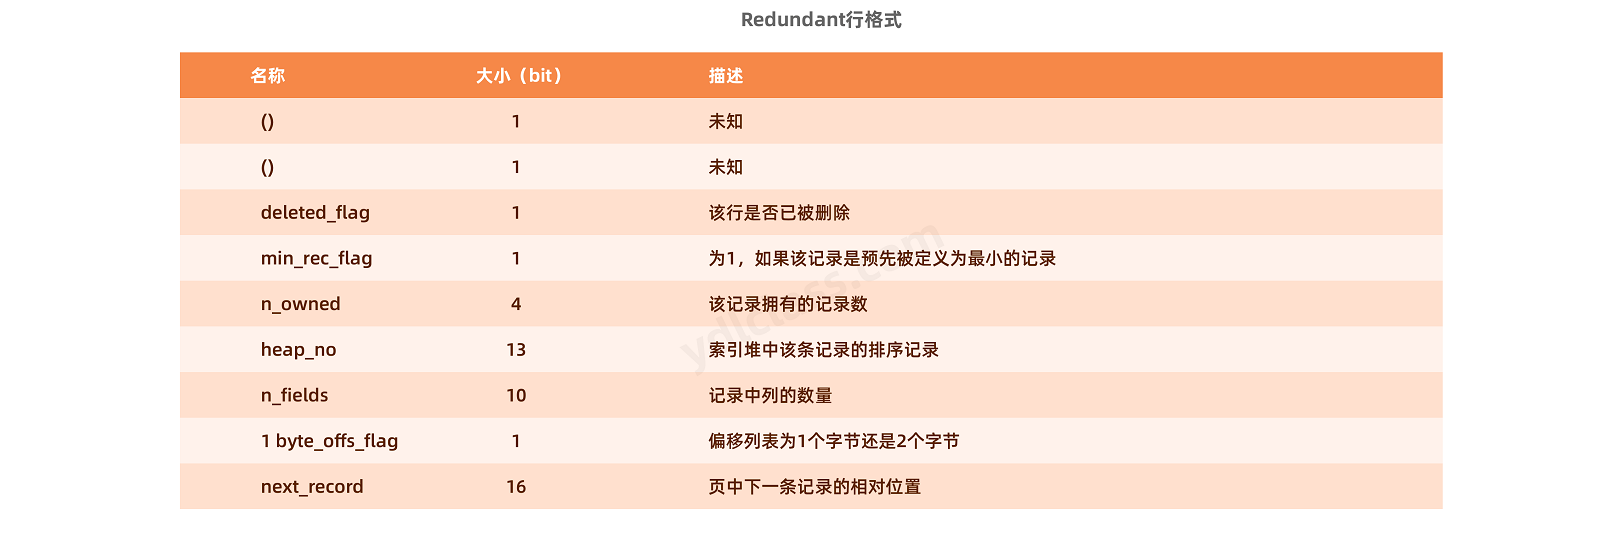 Redundant行格式
名称 大小（bit） 描述
() 1 未知
() 1 未知
deleted_flag 1 该行是否已被删除
min_rec_flag 1 为1，如果该记录是预先被定义为最小的记录
n_owned 4 该记录拥有的记录数
heap_no 13 索引堆中该条记录的排序记录
n_fields 10 记录中列的数量
1 byte_offs_flag 1 偏移列表为1个字节还是2个字节
next_record 16 页中下一条记录的相对位置
ydlclass.com